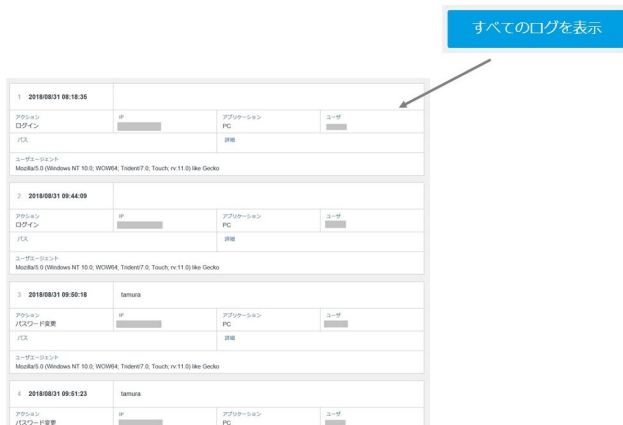 すべてのログを表示
1 2018/08/31 08:18:35
アクション IP アプリケーション ユーザ
ログイン PC
パス 詳細
ユーザエージェント
Mozilla/5.0 (Windows NT 10.0; WOW64; Trident/7.0; Touch; rv:11.0) like Gecko
2 2018/08/31 09:44:09
アクション IP アプリケーション ユーザ
ログイン PC
パス 詳細
ユーザエージェント
Mozilla/5.0 (Windows NT 10.0; WOW64; Trident/7.0; Touch; rv:11.0) like Gecko
3 2018/08/31 09:50:18 tamura
アクション IP アプリケーション ユーザ
パスワード変更 PC
パス 詳細
ユーザエージェント
Mozilla/5.0 (Windows NT 10.0; WOW64; Trident/7.0; Touch; rv:11.0) like Gecko
4 2018/08/31 09:51:23 tamura
アクション IP アプリケーション ユーザ
パスワード変更 PC